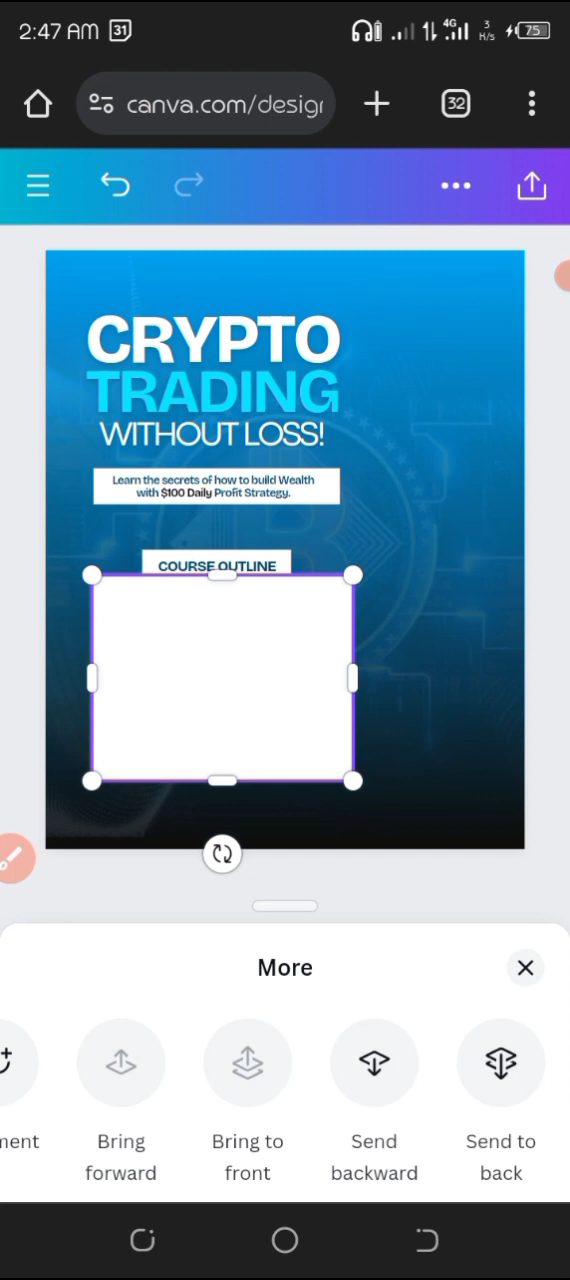 2:47 AM 31 4G 3 K/s 75
canva.com/design
32
CRYPTO
TRADING
WITHOUT LOSS!
Learn the secrets of how to build Wealth
with $100 Daily Profit Strategy.
COURSE OUTLINE
More
ment
Bring
forward
Bring to
front
Send
backward
Send to
back